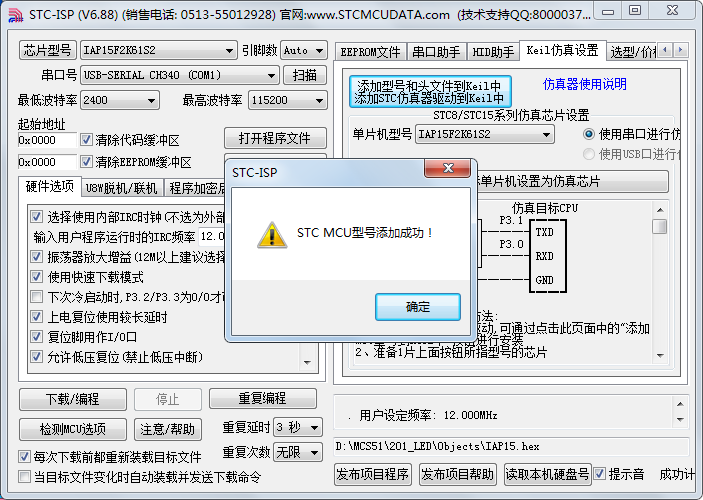 STC-ISP (V6.88) (销售电话: 0513-55012928) 官网:www.STCMCUDATA.com (技术支持QQ:8000037...
芯片型号 IAP15F2K61S2 引脚数 Auto
串口号 USB-SERIAL CH340 (COM1) 扫描
最低波特率 2400 最高波特率 115200
起始地址
0x0000 清除代码缓冲区 打开程序文件
0x0000 清除EEPROM缓冲区
硬件选项 U8W脱机/联机 程序加密后
选择使用内部IRC时钟(不选为外部
输入用户程序运行时的IRC频率 12.0
振荡器放大增益(12M以上建议选择
使用快速下载模式
下次冷启动时,P3.2/P3.3为0/0才可
上电复位使用较长延时
复位脚用作I/O口
允许低压复位(禁止低压中断)
下载/编程 停止 重复编程
检测MCU选项 注意/帮助 重复延时 3 秒
重复次数 无限
每次下载前都重新装载目标文件
当目标文件变化时自动装载并发送下载命令
EEPROM文件 串口助手 HID助手 Keil仿真设置 选型/价格
添加型号和头文件到Keil中
添加STC仿真器驱动到Keil中
仿真器使用说明
STC8/STC15系列仿真芯片设置
单片机型号 IAP15F2K61S2 使用串口进行仿
使用USB口进行仿
标单片机设置为仿真芯片
仿真目标CPU
P3.1 TXD
P3.0 RXD
GND
方法:
驱动,可通过点击此页面中的"添加
进行安装
2、准备1片上面按钮所指型号的芯片
STC-ISP
STC MCU型号添加成功！
确定
. 用户设定频率: 12.000MHz
D:\MCS51\201_LED\Objects\IAP15.hex
发布项目程序 发布项目帮助 读取本机硬盘号 提示音 成功计